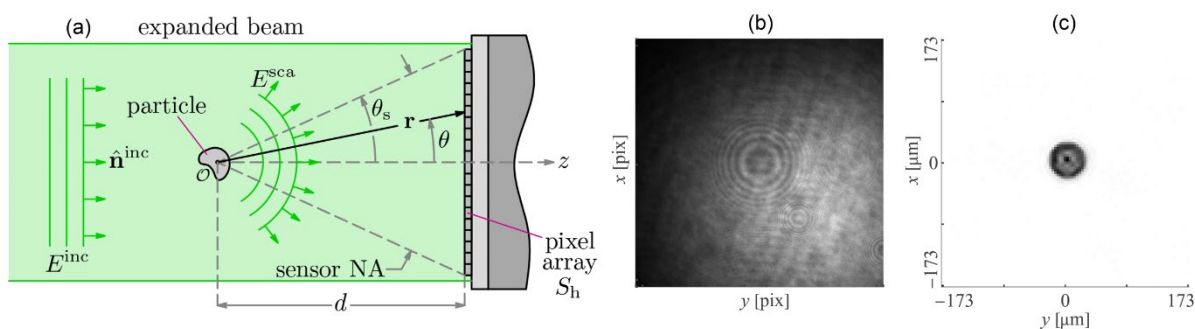 (a)
expanded beam
E^sca
particle
n̂^inc
𝒪
r
θ_s
θ
z
E^inc
sensor NA
d
pixel
array
S_h
(b)
x [pix]
y [pix]
(c)
173
0
-173
x [μm]
-173
0
173
y [μm]